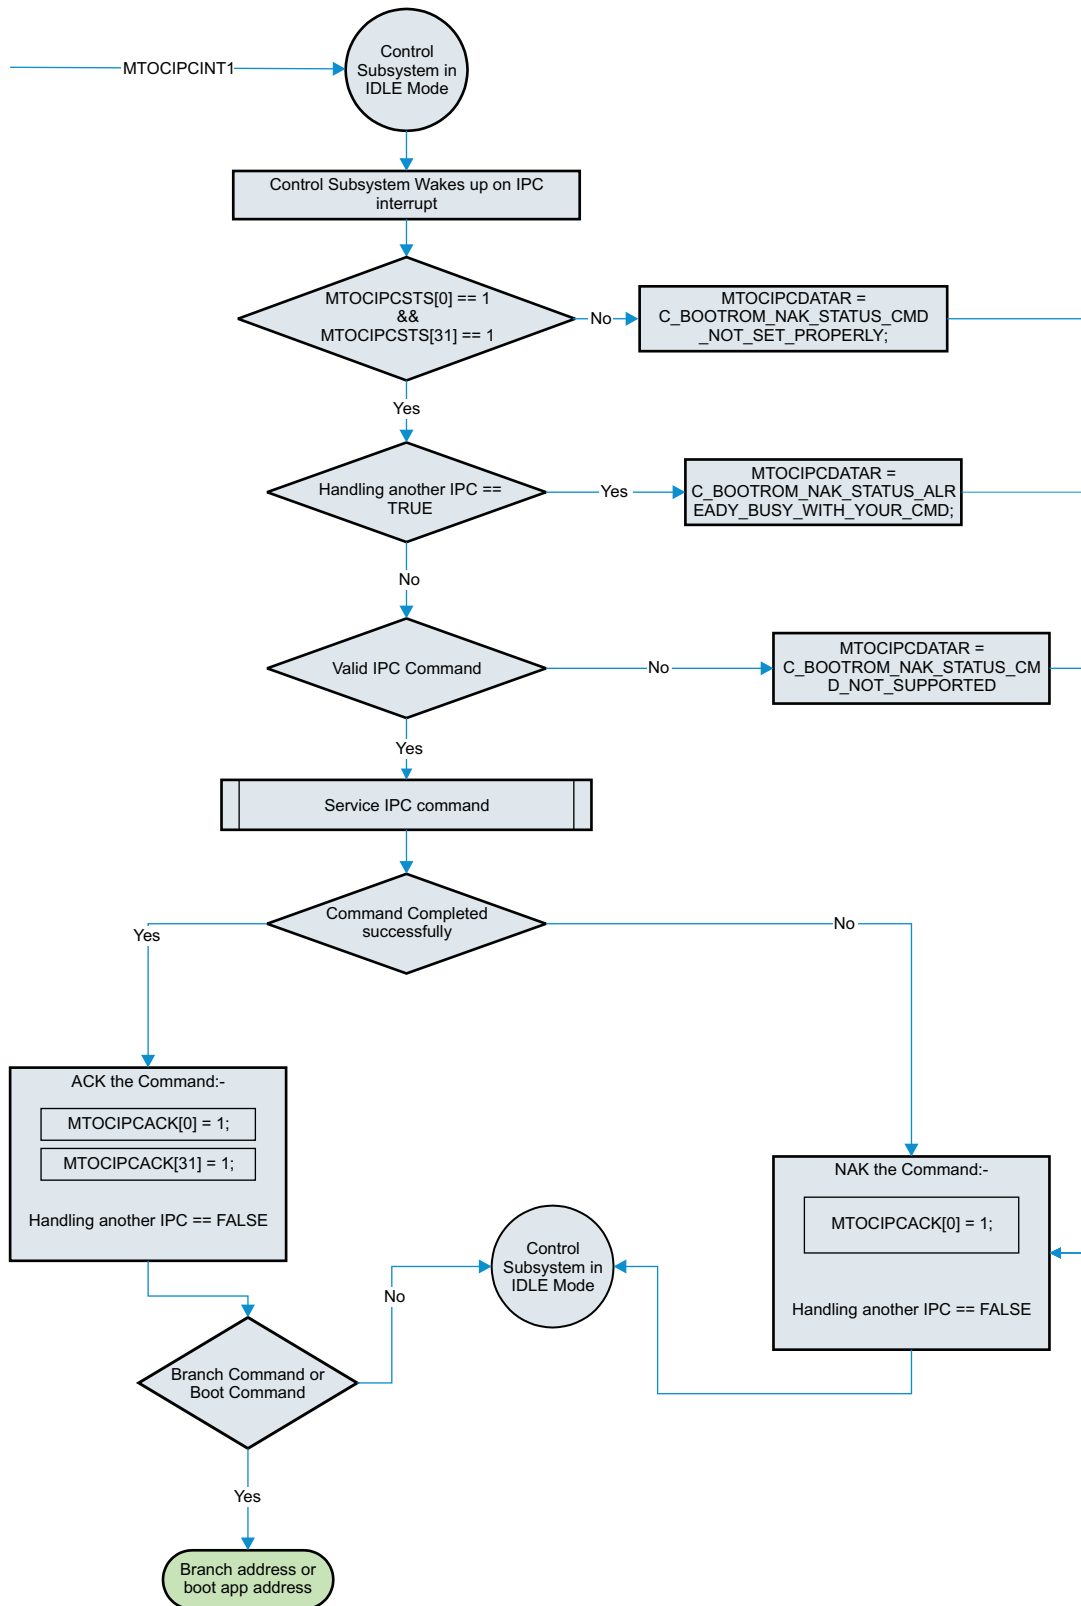 MTOCIPCINT1
Control
Subsystem in
IDLE Mode
Control Subsystem Wakes up on IPC
interrupt
MTOCIPCSTS[0] == 1
&&
MTOCIPCSTS[31] == 1
No
MTOCIPCDATAR =
C_BOOTROM_NAK_STATUS_CMD
_NOT_SET_PROPERLY;
Yes
Handling another IPC ==
TRUE
Yes
MTOCIPCDATAR =
C_BOOTROM_NAK_STATUS_ALR
EADY_BUSY_WITH_YOUR_CMD;
No
Valid IPC Command
No
MTOCIPCDATAR =
C_BOOTROM_NAK_STATUS_CM
D_NOT_SUPPORTED
Yes
Service IPC command
Command Completed
successfully
Yes
No
ACK the Command:-
MTOCIPCACK[0] = 1;
MTOCIPCACK[31] = 1;
Handling another IPC == FALSE
NAK the Command:-
MTOCIPCACK[0] = 1;
Handling another IPC == FALSE
Control
Subsystem in
IDLE Mode
No
Branch Command or
Boot Command
Yes
Branch address or
boot app address